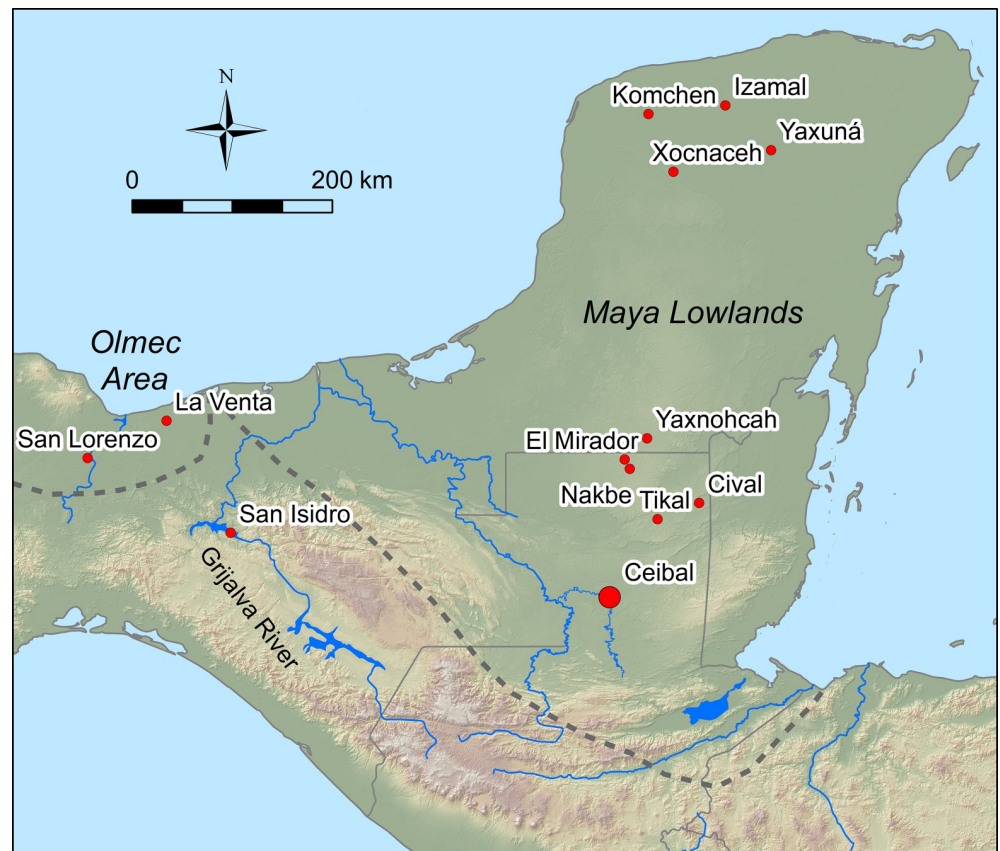 N
0 200 km
Komchen
Izamal
Yaxuná
Xocnaceh
Maya Lowlands
Olmec
Area
La Venta
San Lorenzo
Yaxnohcah
El Mirador
Nakbe
Tikal
Cival
San Isidro
Grijalva River
Ceibal